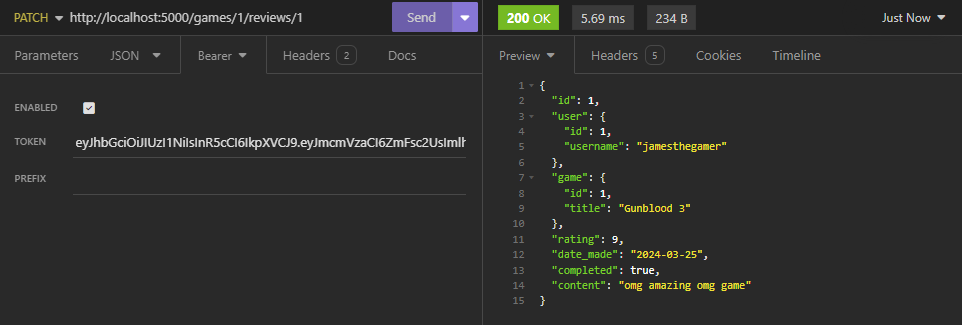 PATCH http://localhost:5000/games/1/reviews/1 Send
200 OK 5.69 ms 234 B Just Now
Parameters JSON Bearer Headers 2 Docs
Preview Headers 5 Cookies Timeline
ENABLED
TOKEN eyJhbGciOiJIUzI1NiIsInR5cCI6IkpXVCJ9.eyJmcmVzaCI6ZmFsc2UsImlh
PREFIX
1 {
2 "id": 1,
3 "user": {
4 "id": 1,
5 "username": "jamesthegamer"
6 },
7 "game": {
8 "id": 1,
9 "title": "Gunblood 3"
10 },
11 "rating": 9,
12 "date_made": "2024-03-25",
13 "completed": true,
14 "content": "omg amazing omg game"
15 }